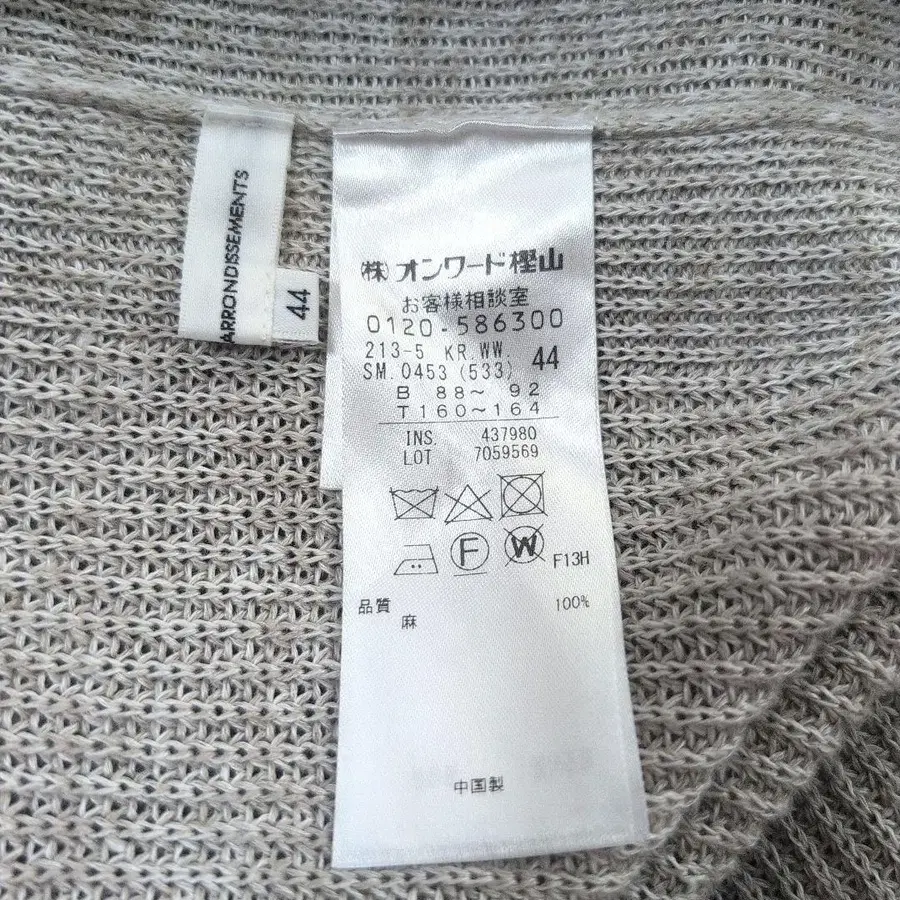 ARRONDISSEMENTS
44
(株)オンワード樫山
お客様相談室
0120-586300
213-5 KR.WW. 44
SM.0453 (533)
B 88～ 92
T 160～164
INS. 437980
LOT 7059569
F
W
F13H
品質 100%
麻
中国製